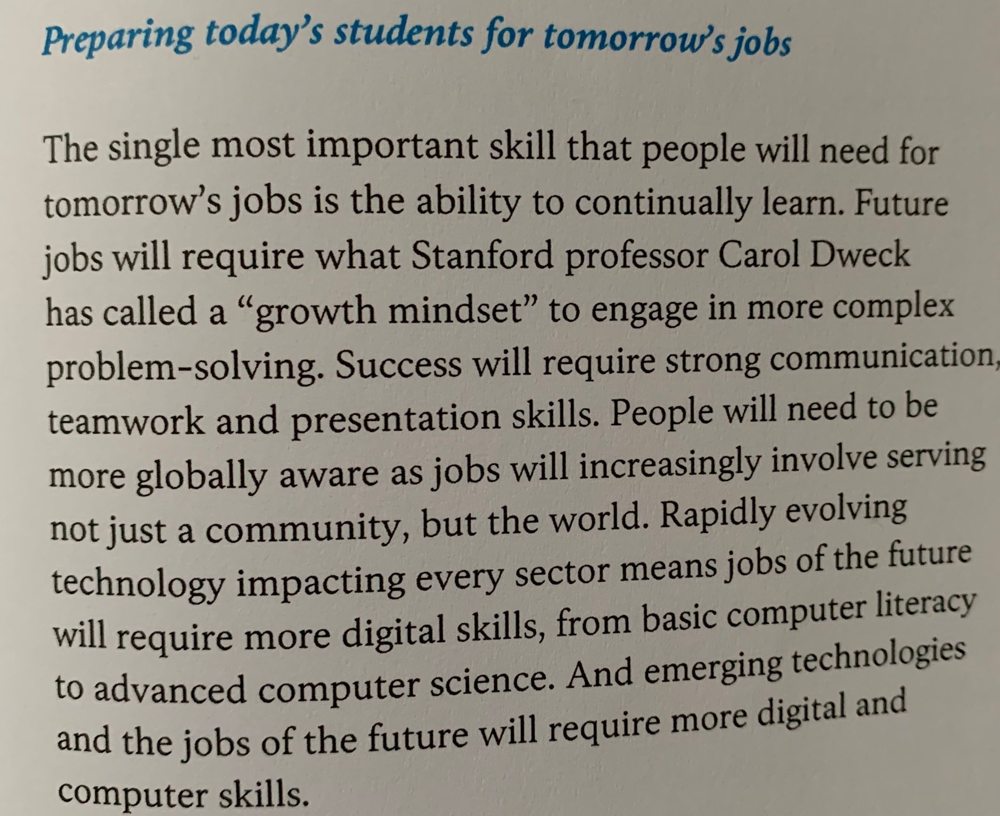 Preparing today’s students for tomorrow’s jobs
The single most important skill that people will need for
tomorrow’s jobs is the ability to continually learn. Future
jobs will require what Stanford professor Carol Dweck
has called a “growth mindset” to engage in more complex
problem-solving. Success will require strong communication,
teamwork and presentation skills. People will need to be
more globally aware as jobs will increasingly involve serving
not just a community, but the world. Rapidly evolving
technology impacting every sector means jobs of the future
will require more digital skills, from basic computer literacy
to advanced computer science. And emerging technologies
and the jobs of the future will require more digital and
computer skills.